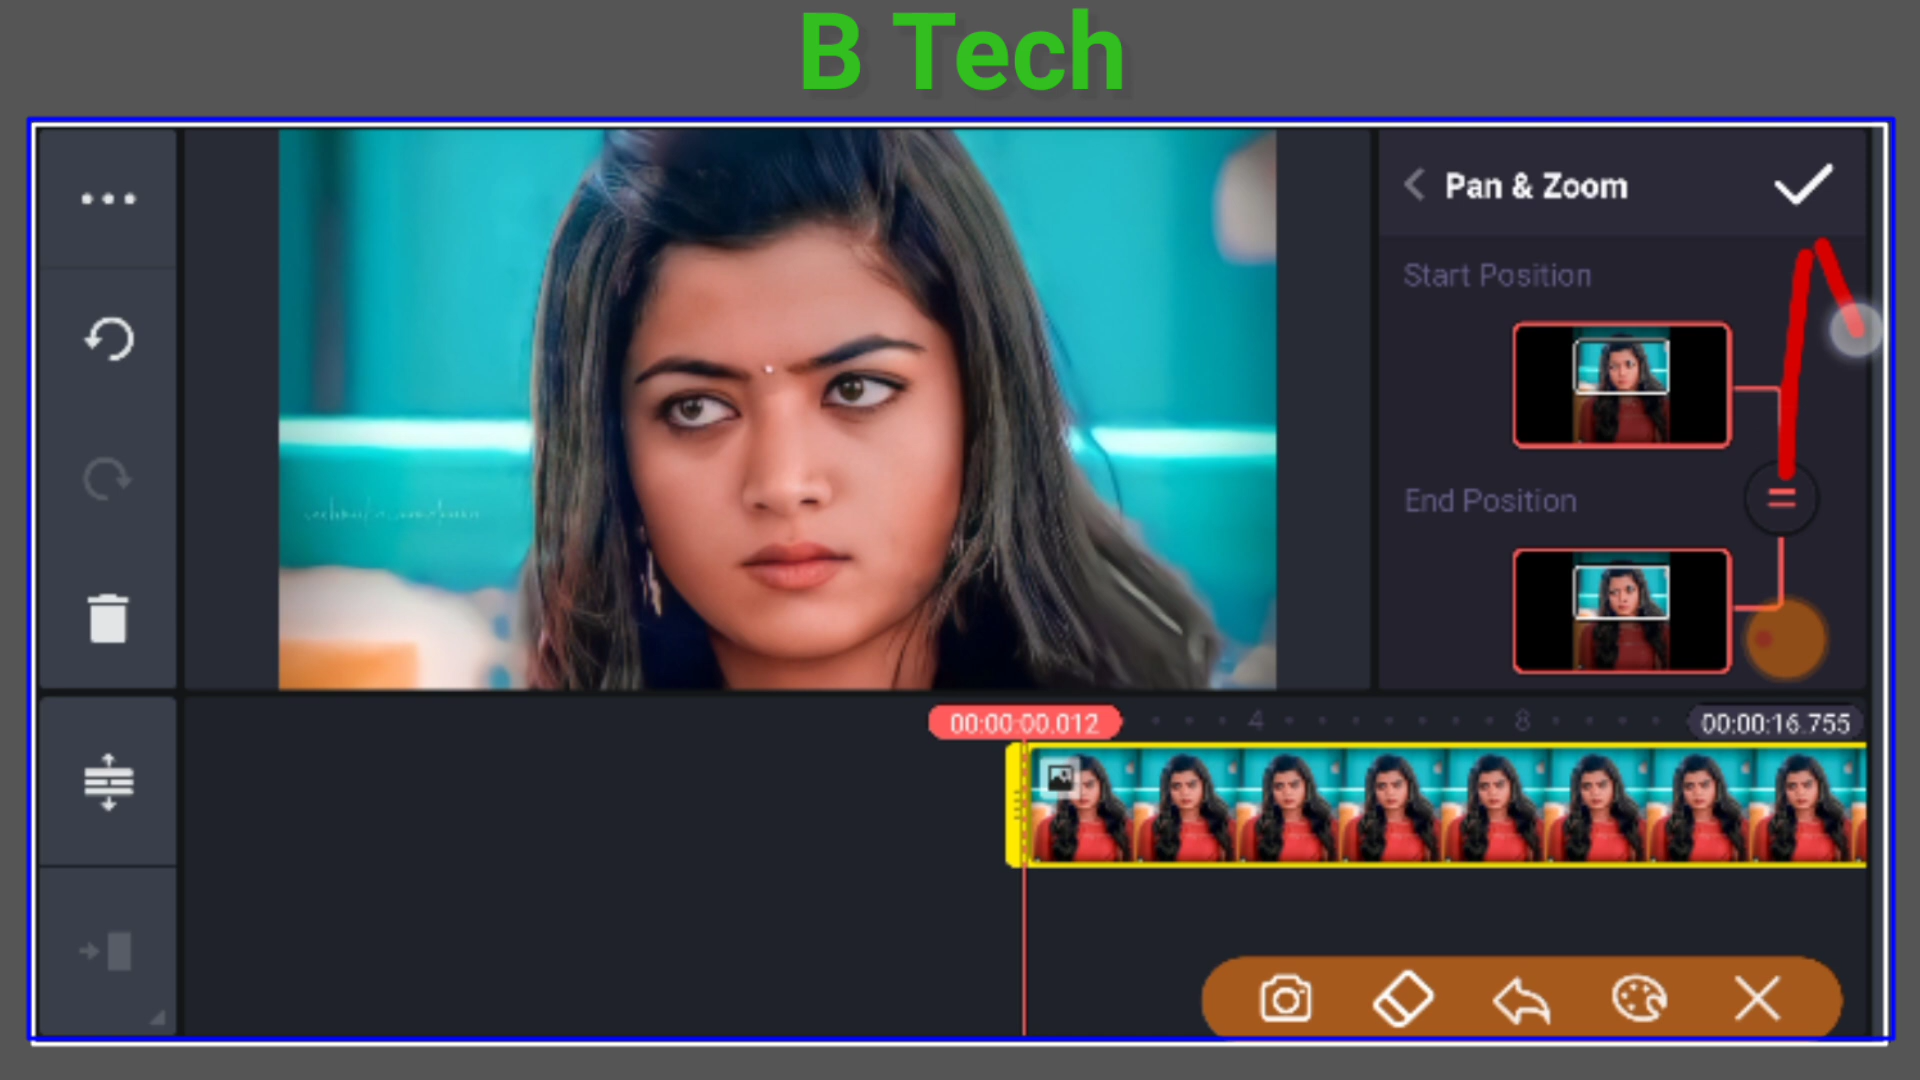 B Tech
Pan & Zoom
Start Position
End Position
00:00:00.012
4
8
00:00:16.755